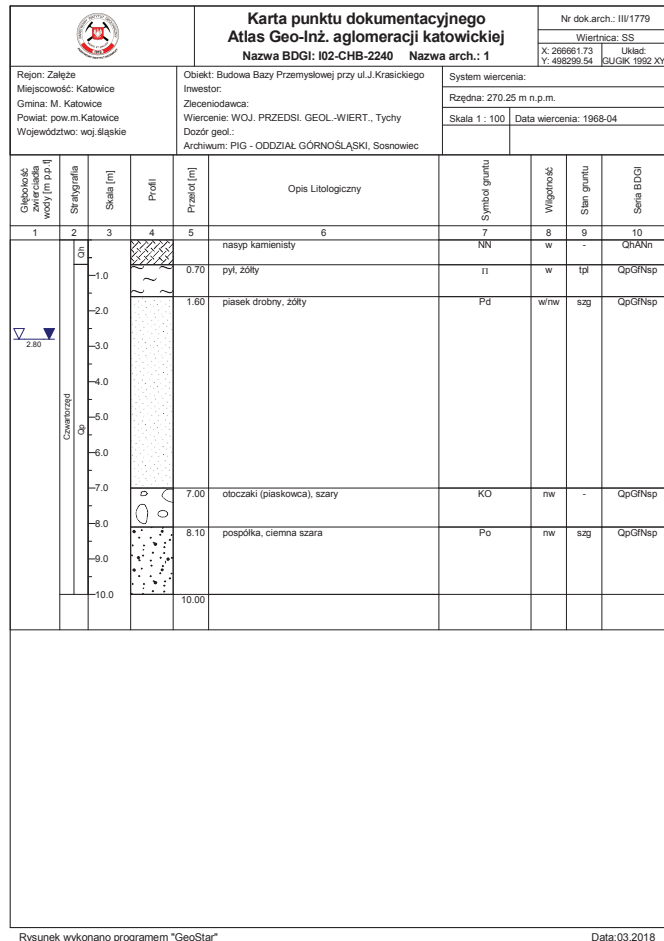 Karta punktu dokumentacyjnego
Atlas Geo-Inż. aglomeracji katowickiej
Nazwa BDGI: I02-CHB-2240 Nazwa arch.: 1
Nr dok.arch.: III/1779
Wiertnica: SS
X: 266661.73
Y: 498299.54
Układ:
GUGIK 1992 XY
Rejon: Załęże
Miejscowość: Katowice
Gmina: M. Katowice
Powiat: pow.m.Katowice
Województwo: woj.śląskie
Obiekt: Budowa Bazy Przemysłowej przy ul.J.Krasickiego
Inwestor:
Zleceniodawca:
Wiercenie: WOJ. PRZEDSI. GEOL.-WIERT., Tychy
Dozór geol.:
Archiwum: PIG - ODDZIAŁ GÓRNOŚLĄSKI, Sosnowiec
System wiercenia:
Rzędna: 270.25 m n.p.m.
Skala 1 : 100 Data wiercenia: 1968-04
Głębokość
zwierciadła
wody [m p.p.t]
Stratygrafia
Skala [m]
Profil
Przelot [m]
Opis Litologiczny
Symbol gruntu
Wilgotność
Stan gruntu
Seria BDGI
1 2 3 4 5 6 7 8 9 10
Qh
nasyp kamienisty NN w - QhANn
-1.0
0.70 pył, żółty Π w tpl QpGfNsp
1.60 piasek drobny, żółty Pd w/nw szg QpGfNsp
-2.0
2.80
-3.0
-4.0
Czwartorzęd
Qp
-5.0
-6.0
-7.0
7.00 otoczaki (piaskowca), szary KO nw - QpGfNsp
-8.0
8.10 pospółka, ciemna szara Po nw szg QpGfNsp
-9.0
-10.0
10.00
Rysunek wykonano programem "GeoStar"
Data:03.2018